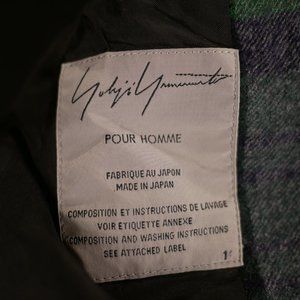 Yohji Yamamoto
POUR HOMME
FABRIQUE AU JAPON
MADE IN JAPAN
COMPOSITION ET INSTRUCTIONS DE LAVAGE
VOIR ETIQUETTE ANNEXE
COMPOSITION AND WASHING INSTRUCTIONS
SEE ATTACHED LABEL